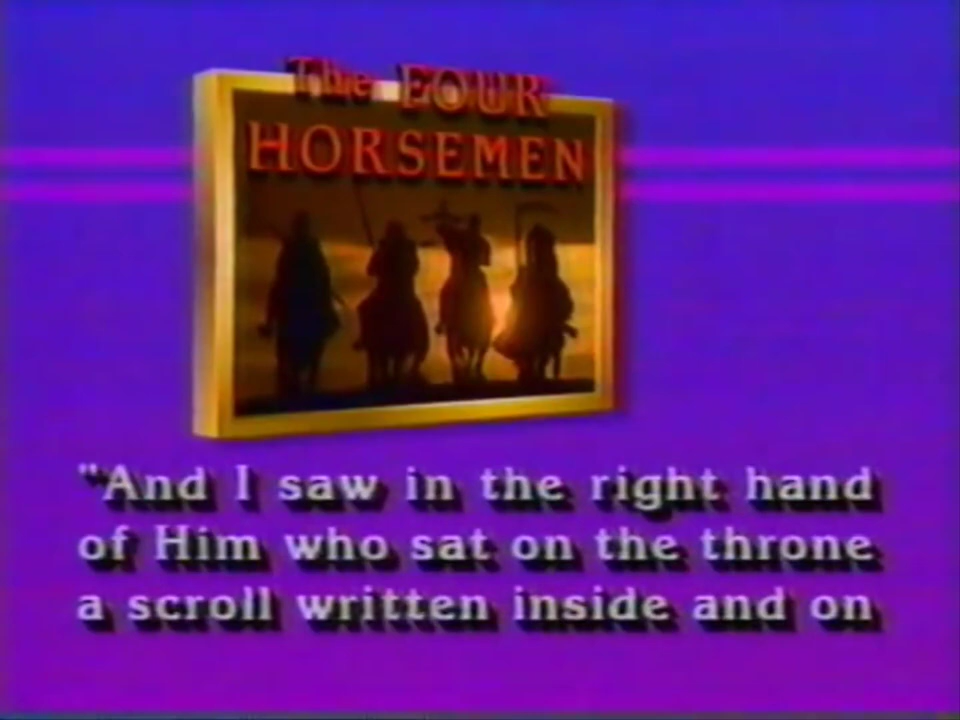 The FOUR
HORSEMEN
"And I saw in the right hand
of Him who sat on the throne
a scroll written inside and on